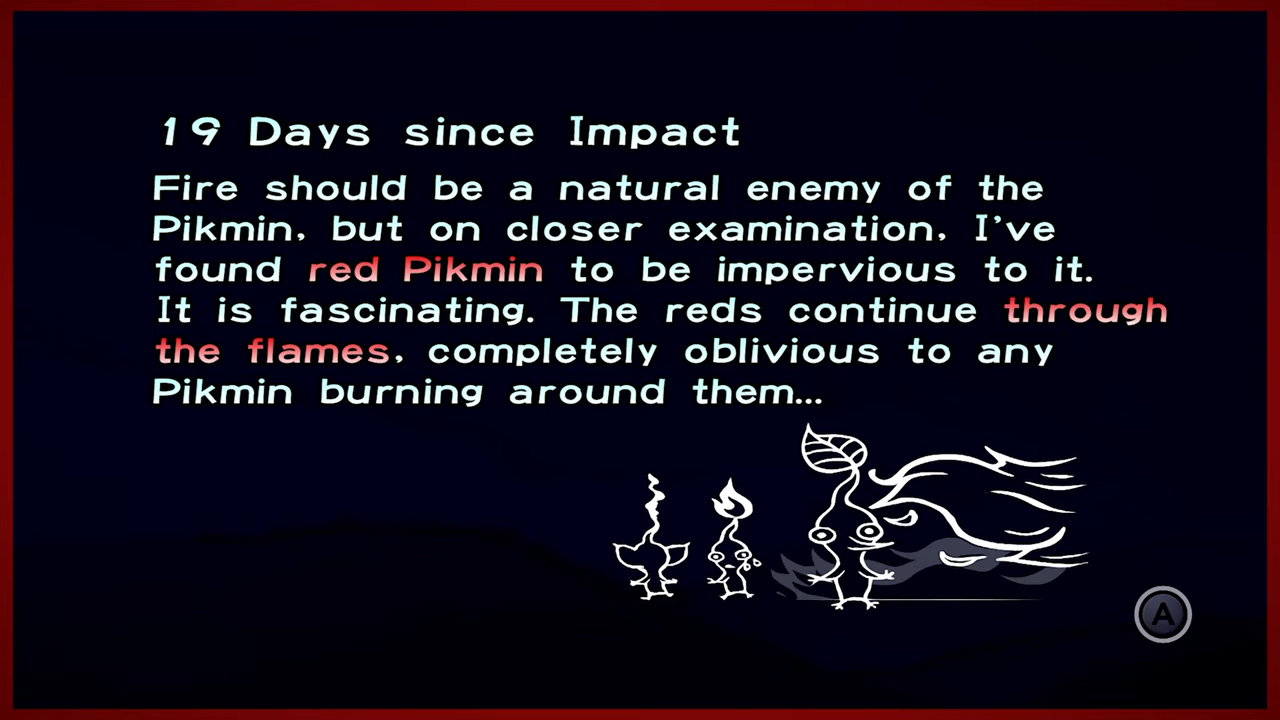 19 Days since Impact
Fire should be a natural enemy of the
Pikmin, but on closer examination, I've
found red Pikmin to be impervious to it.
It is fascinating. The reds continue through
the flames, completely oblivious to any
Pikmin burning around them...
A